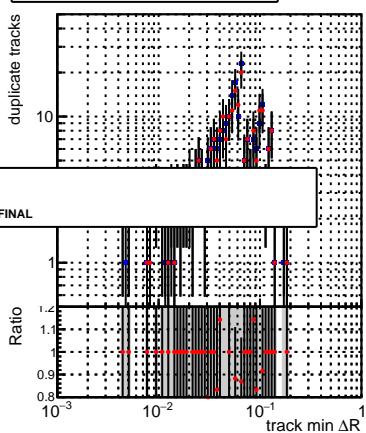 duplicate tracks
10
FINAL
1
Ratio
1.2
1.1
1
0.9
0.8
10⁻³ 10⁻² 10⁻¹ 1
track min ΔR